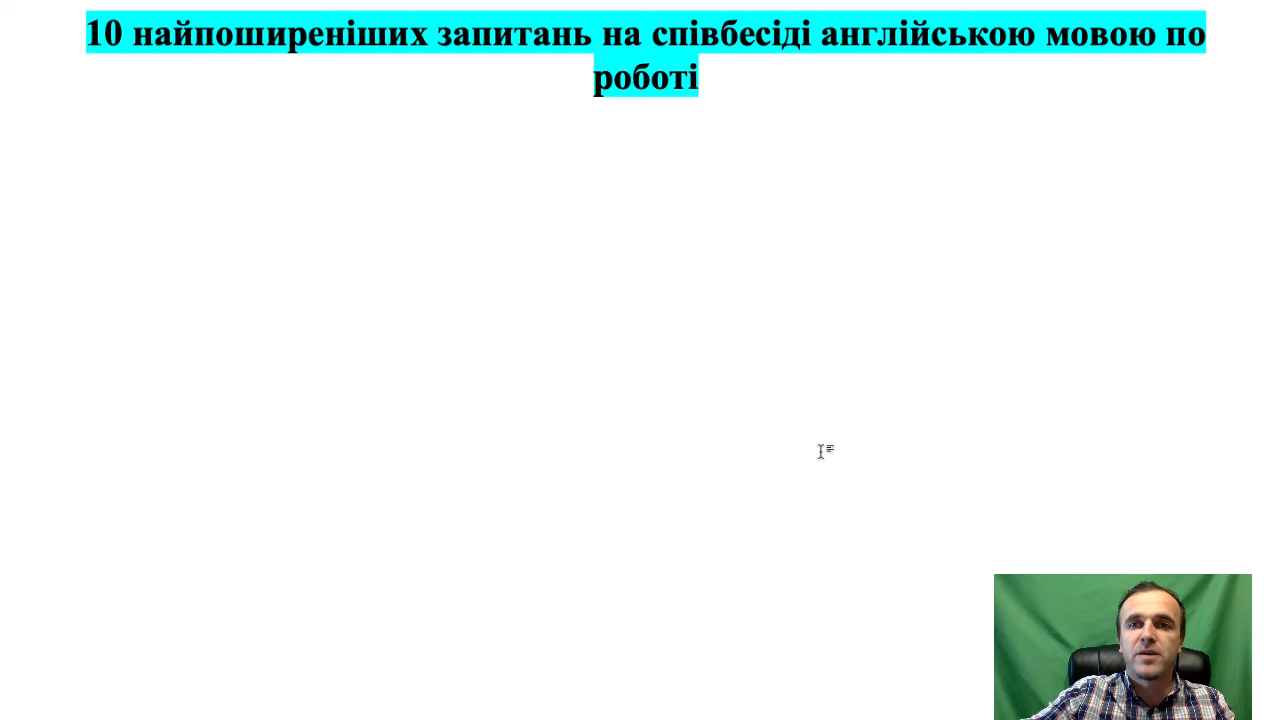 10 найпоширеніших запитань на співбесіді англійською мовою по
роботі